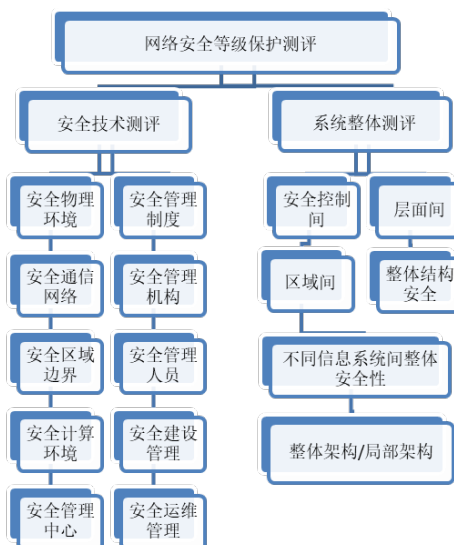 网络安全等级保护测评
安全技术测评
系统整体测评
安全物理
环境
安全管理
制度
安全控制
间
层面间
安全通信
网络
安全管理
机构
区域间
整体结构
安全
安全区域
边界
安全管理
人员
不同信息系统间整体
安全性
安全计算
环境
安全建设
管理
整体架构/局部架构
安全管理
中心
安全运维
管理